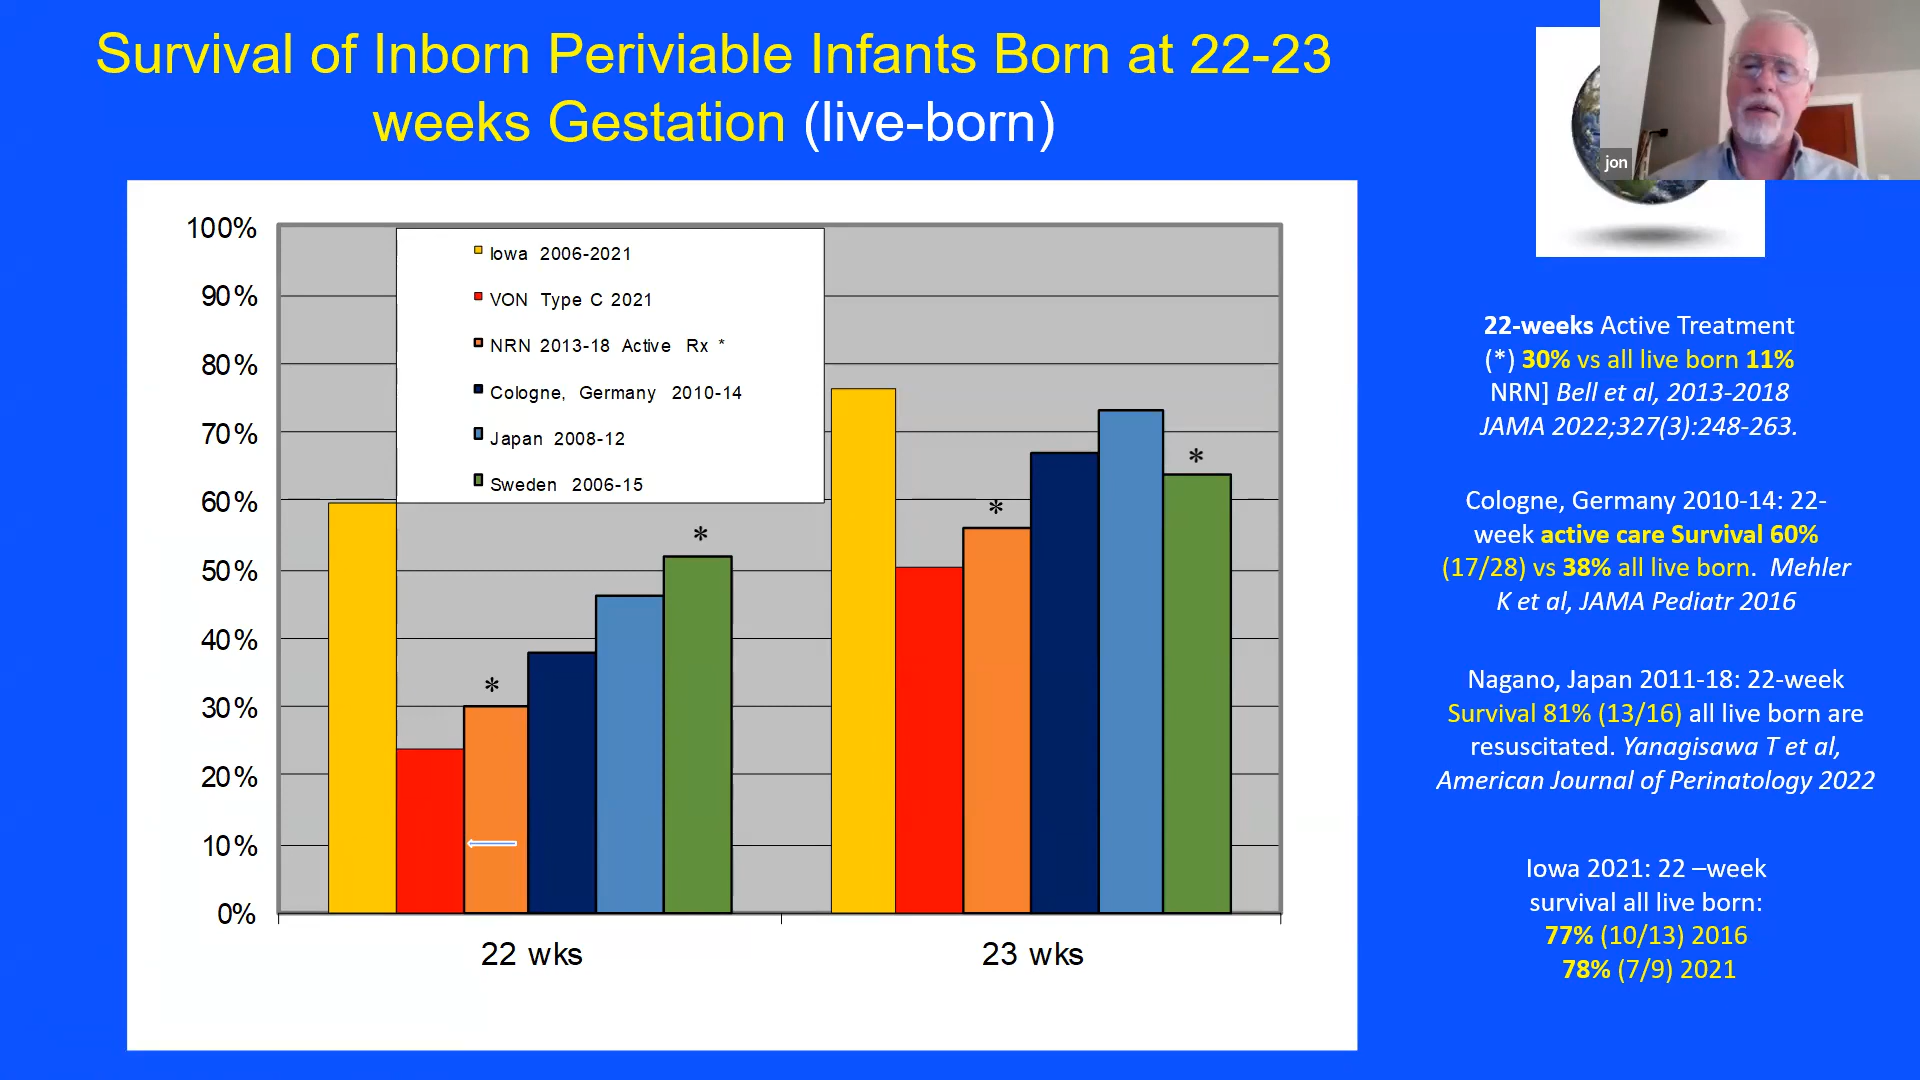 Survival of Inborn Periviable Infants Born at 22-23
weeks Gestation (live-born)
jon
100%
90%
80%
70%
60%
50%
40%
30%
20%
10%
0%
Iowa 2006-2021
VON Type C 2021
NRN 2013-18 Active Rx *
Cologne, Germany 2010-14
Japan 2008-12
Sweden 2006-15
*
*
*
*
22 wks
23 wks
22-weeks Active Treatment
(*) 30% vs all live born 11%
NRN] Bell et al, 2013-2018
JAMA 2022;327(3):248-263.
Cologne, Germany 2010-14: 22-
week active care Survival 60%
(17/28) vs 38% all live born. Mehler
K et al, JAMA Pediatr 2016
Nagano, Japan 2011-18: 22-week
Survival 81% (13/16) all live born are
resuscitated. Yanagisawa T et al,
American Journal of Perinatology 2022
Iowa 2021: 22 –week
survival all live born:
77% (10/13) 2016
78% (7/9) 2021